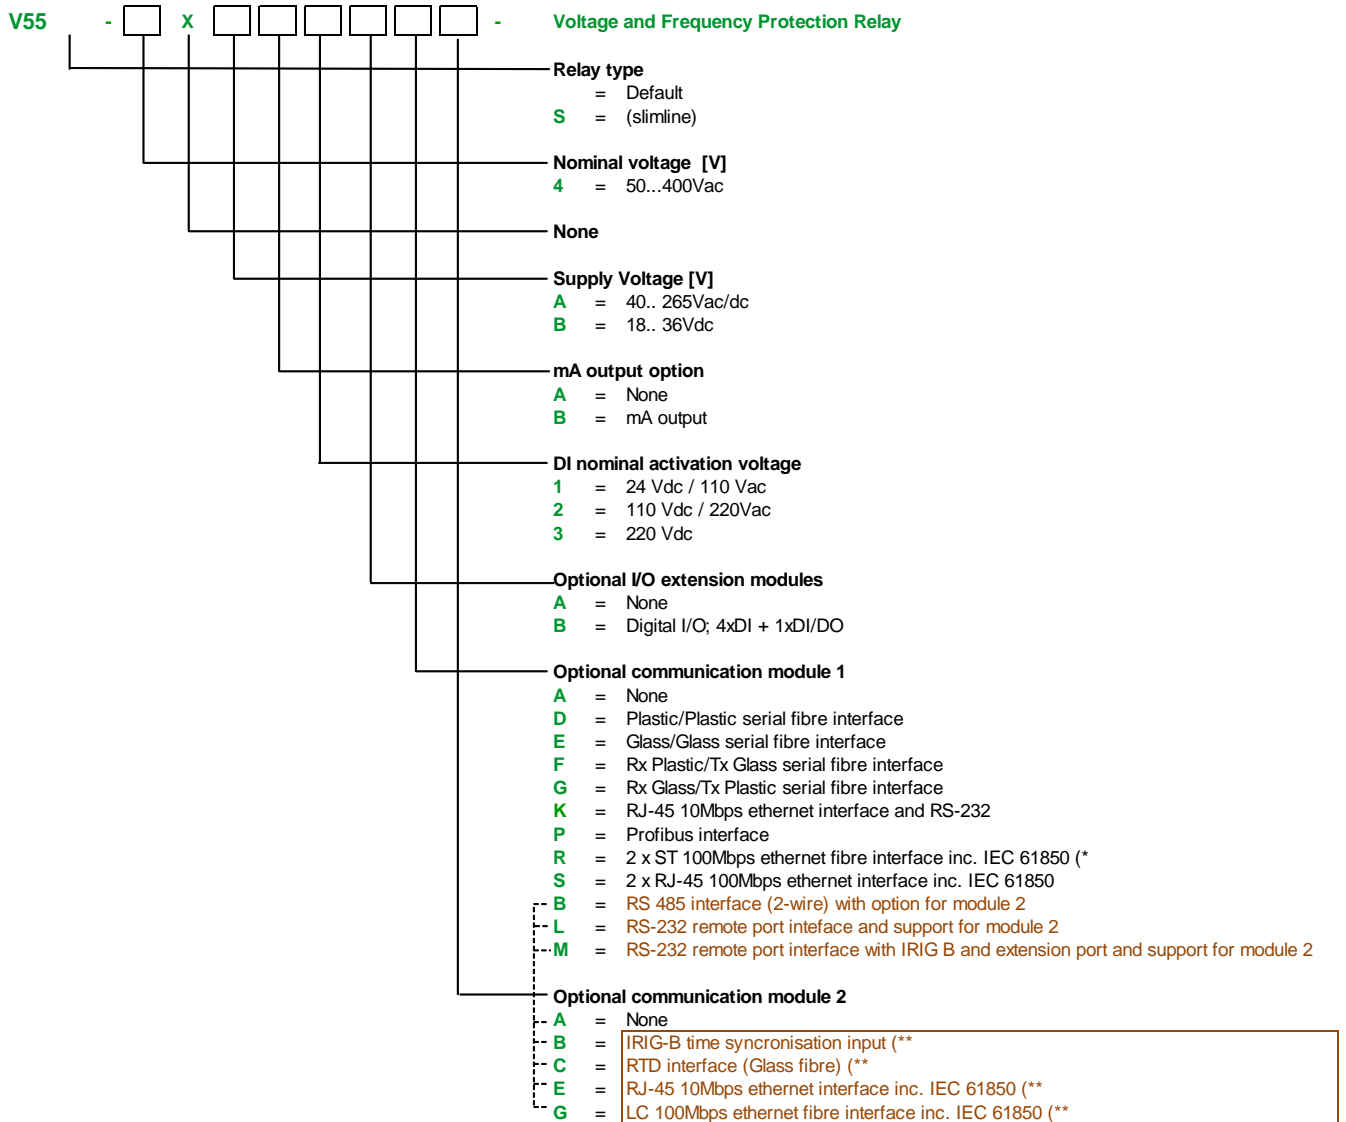 V55 - X - Voltage and Frequency Protection Relay
Relay type
= Default
S = (slimline)
Nominal voltage [V]
4 = 50...400Vac
None
Supply Voltage [V]
A = 40.. 265Vac/dc
B = 18.. 36Vdc
mA output option
A = None
B = mA output
DI nominal activation voltage
1 = 24 Vdc / 110 Vac
2 = 110 Vdc / 220Vac
3 = 220 Vdc
Optional I/O extension modules
A = None
B = Digital I/O; 4xDI + 1xDI/DO
Optional communication module 1
A = None
D = Plastic/Plastic serial fibre interface
E = Glass/Glass serial fibre interface
F = Rx Plastic/Tx Glass serial fibre interface
G = Rx Glass/Tx Plastic serial fibre interface
K = RJ-45 10Mbps ethernet interface and RS-232
P = Profibus interface
R = 2 x ST 100Mbps ethernet fibre interface inc. IEC 61850 (*
S = 2 x RJ-45 100Mbps ethernet interface inc. IEC 61850
B = RS 485 interface (2-wire) with option for module 2
L = RS-232 remote port inteface and support for module 2
M = RS-232 remote port interface with IRIG B and extension port and support for module 2
Optional communication module 2
A = None
B = IRIG-B time syncronisation input (**
C = RTD interface (Glass fibre) (**
E = RJ-45 10Mbps ethernet interface inc. IEC 61850 (**
G = LC 100Mbps ethernet fibre interface inc. IEC 61850 (**